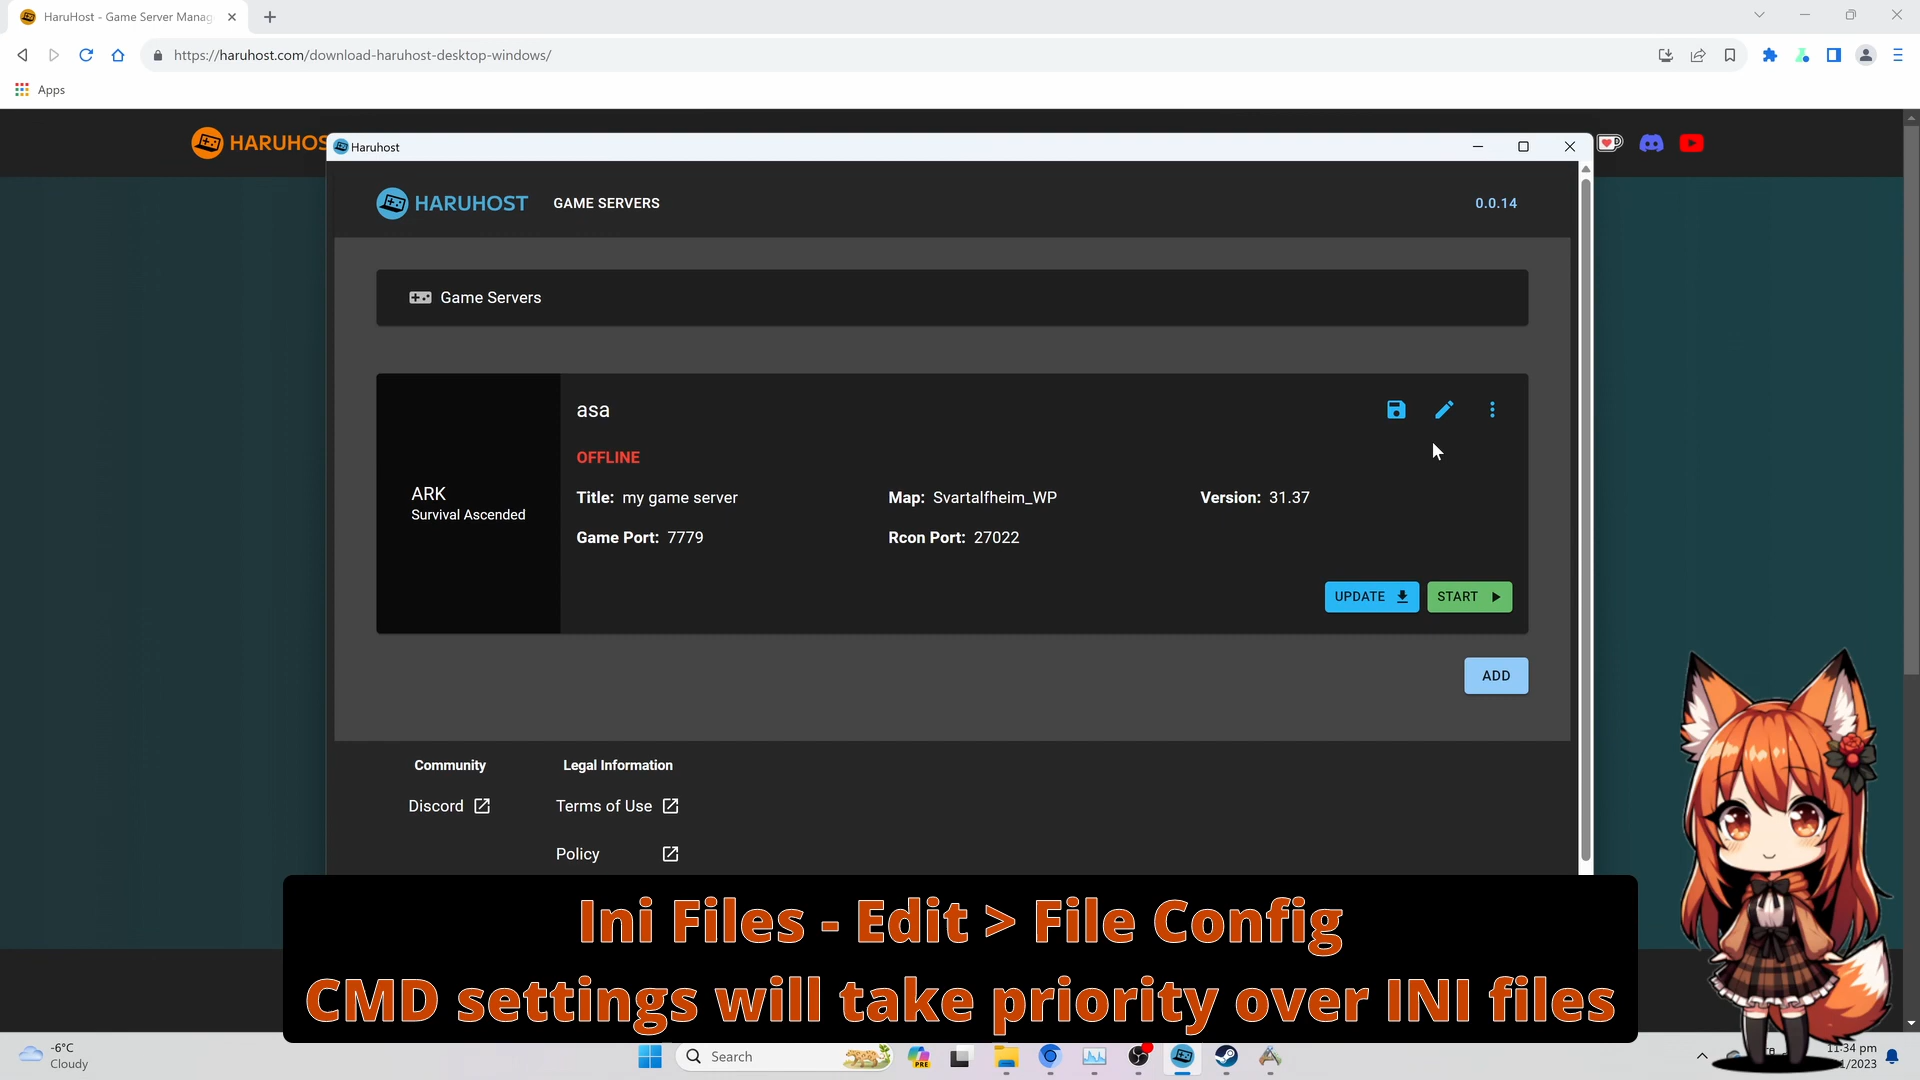 HaruHost - Game Server Manag
https://haruhost.com/download-haruhost-desktop-windows/
Apps
HARUHOS
Haruhost
HARUHOST
GAME SERVERS
0.0.14
Game Servers
asa
OFFLINE
ARK
Survival Ascended
Title: my game server
Map: Svartalfheim_WP
Version: 31.37
Game Port: 7779
Rcon Port: 27022
UPDATE
START
ADD
Community
Legal Information
Discord
Terms of Use
Policy
Ini Files - Edit > File Config
CMD settings will take priority over INI files
-6°C
Cloudy
Search
PRE
11:34 pm
1/2023